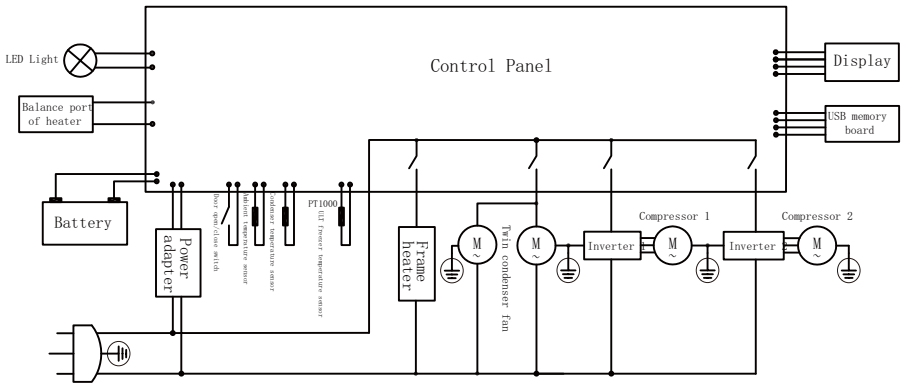 LED Light
Control Panel
Display
Balance port
of heater
USB memory
board
Battery
Door open/close switch
Ambient temperature sensor
Condenser temperature sensor
PT1000
ULT freezer temperature sensor
Power
adapter
Frame
heater
M
~
Twin condenser fan
M
~
Inverter 1
Compressor 1
M
~
Inverter 2
Compressor 2
M
~